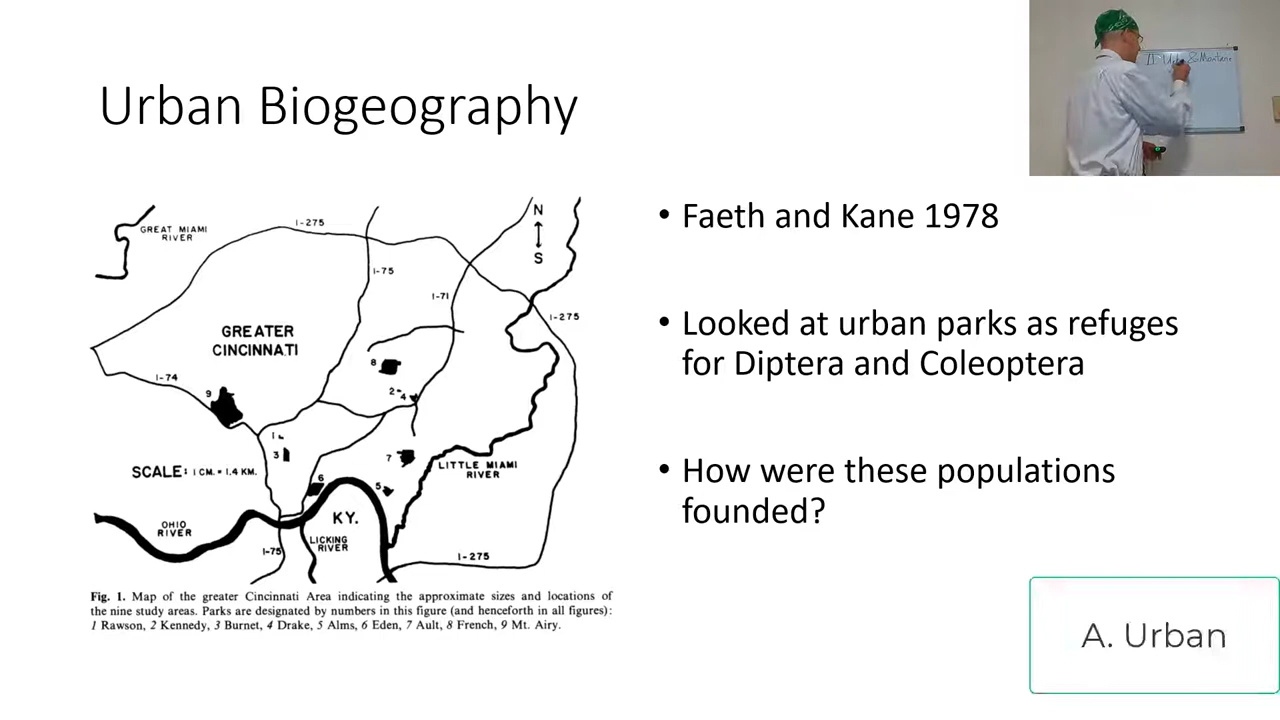 Urban Biogeography
II Urban & Montane
GREAT MIAMI
RIVER
I-275
N
S
I-75
I-71
I-275
GREATER
CINCINNATI
8
I-74
2
4
9
1
3
7
SCALE: 1 CM. = 1.4 KM.
LITTLE MIAMI
RIVER
6
5
OHIO
RIVER
KY.
LICKING
RIVER
I-75
I-275
Fig. 1. Map of the greater Cincinnati Area indicating the approximate sizes and locations of
the nine study areas. Parks are designated by numbers in this figure (and henceforth in all figures):
1 Rawson, 2 Kennedy, 3 Burnet, 4 Drake, 5 Alms, 6 Eden, 7 Ault, 8 French, 9 Mt. Airy.
• Faeth and Kane 1978
• Looked at urban parks as refuges
for Diptera and Coleoptera
• How were these populations
founded?
A. Urban